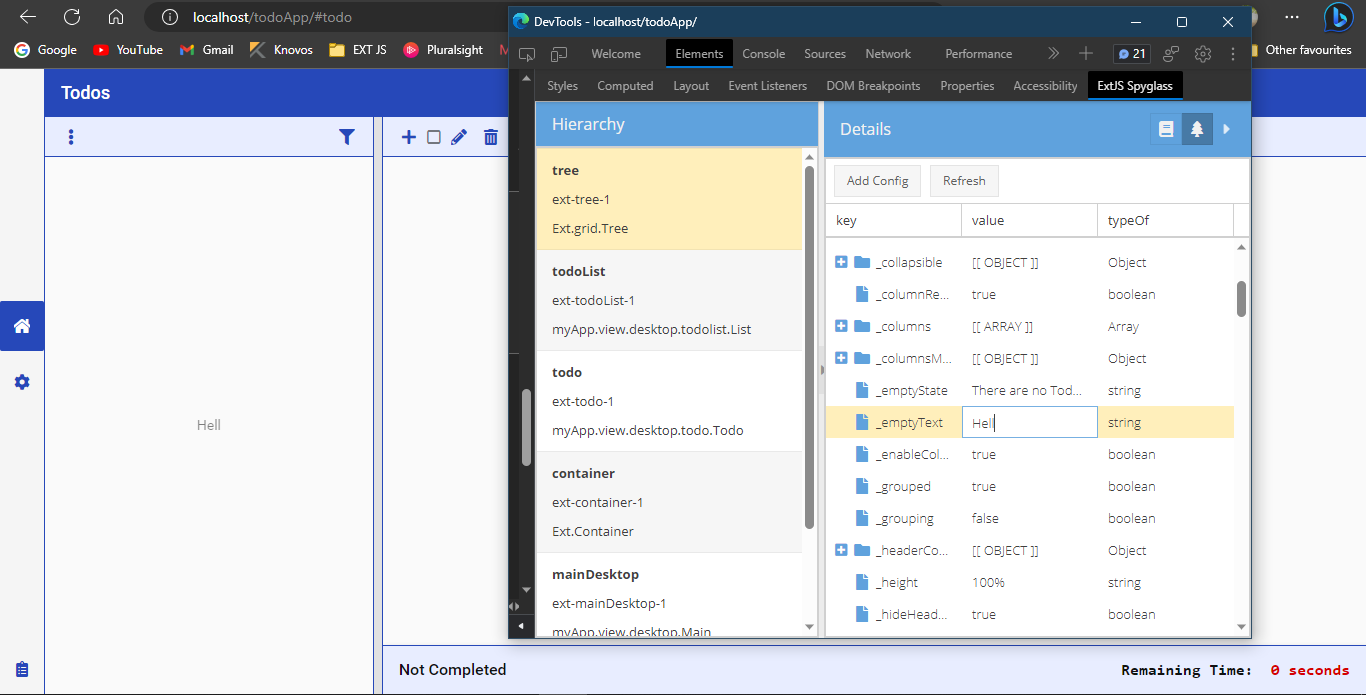 localhost/todoApp/#todo
Google
YouTube
Gmail
Knovos
EXT JS
Pluralsight
M
Other favourites
Todos
Hell
Not Completed
Remaining Time: 0 seconds
DevTools - localhost/todoApp/
Welcome
Elements
Console
Sources
Network
Performance
21
Styles
Computed
Layout
Event Listeners
DOM Breakpoints
Properties
Accessibility
ExtJS Spyglass
Hierarchy
tree
ext-tree-1
Ext.grid.Tree
todoList
ext-todoList-1
myApp.view.desktop.todolist.List
todo
ext-todo-1
myApp.view.desktop.todo.Todo
container
ext-container-1
Ext.Container
mainDesktop
ext-mainDesktop-1
myApp.view.desktop.Main
Details
Add Config
Refresh
key value typeOf
_collapsible [[ OBJECT ]] Object
_columnRe... true boolean
_columns [[ ARRAY ]] Array
_columnsM... [[ OBJECT ]] Object
_emptyState There are no Tod... string
_emptyText Hell string
_enableCol... true boolean
_grouped true boolean
_grouping false boolean
_headerCo... [[ OBJECT ]] Object
_height 100% string
_hideHead... true boolean